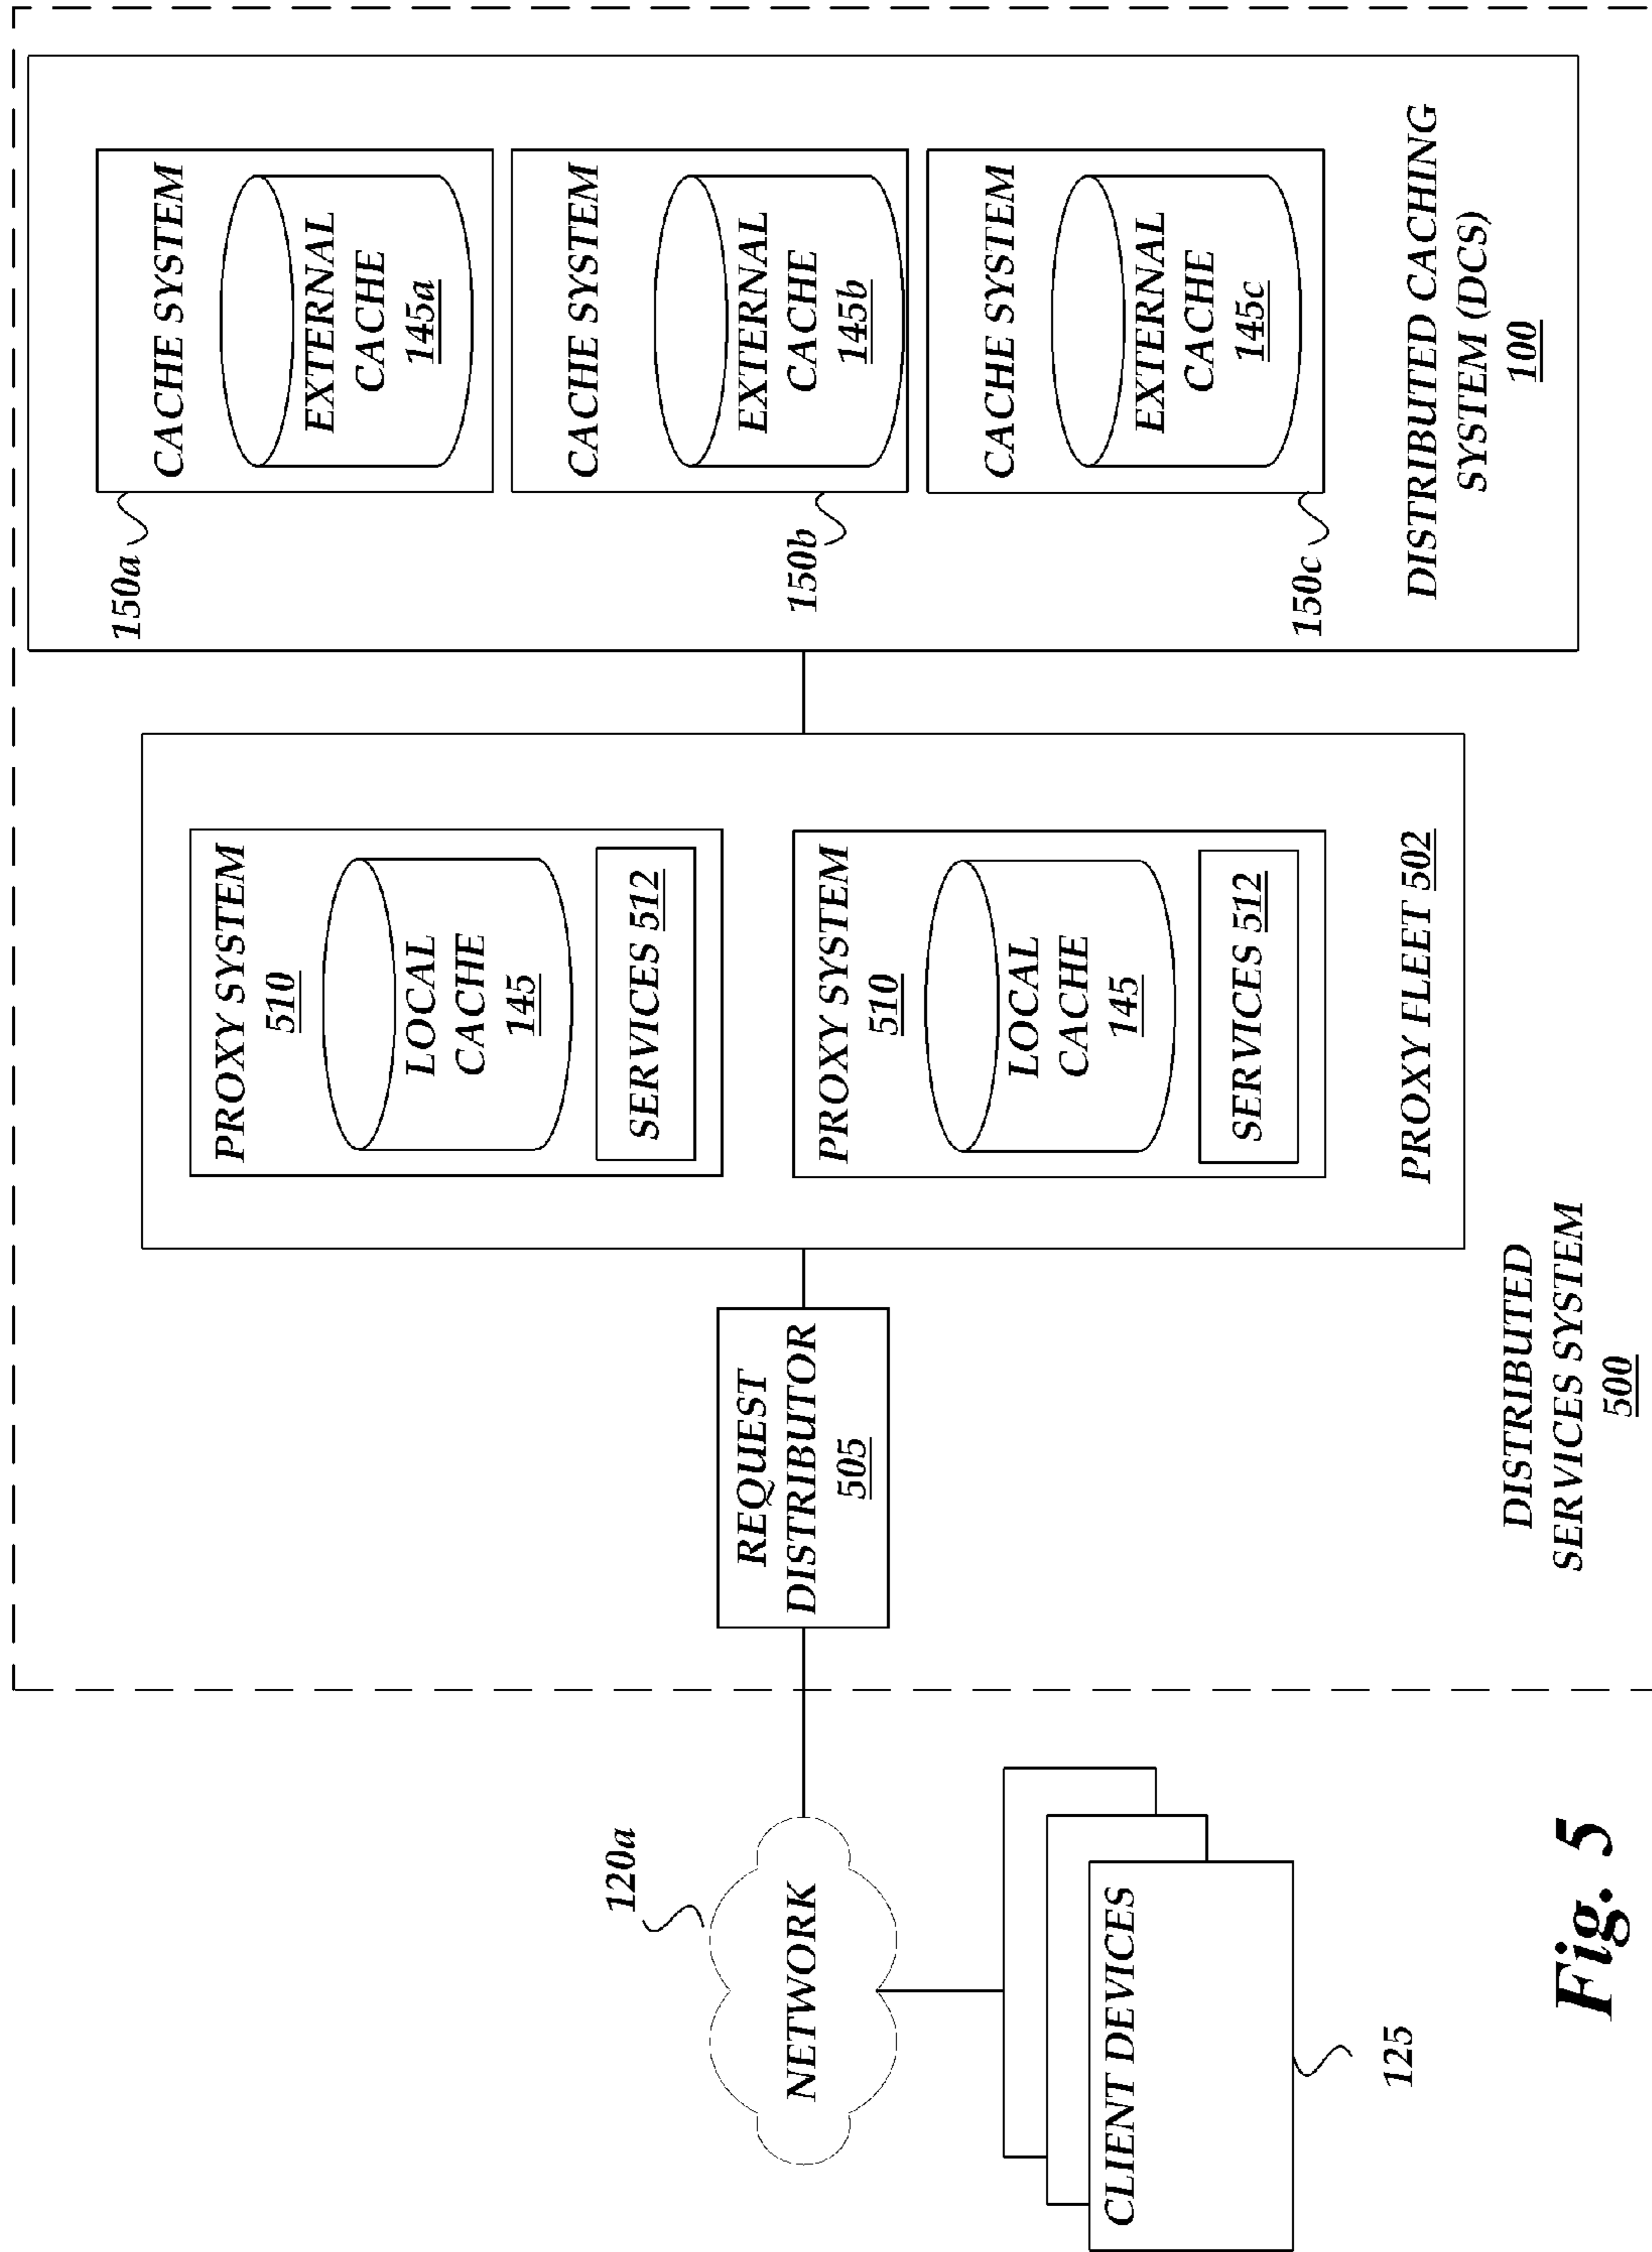 120a
NETWORK
CLIENT DEVICES
125
REQUEST
DISTRIBUTOR
505
PROXY SYSTEM
510
LOCAL
CACHE
145
SERVICES 512
PROXY SYSTEM
510
LOCAL
CACHE
145
SERVICES 512
PROXY FLEET 502
150a
CACHE SYSTEM
EXTERNAL
CACHE
145a
150b
CACHE SYSTEM
EXTERNAL
CACHE
145b
150c
CACHE SYSTEM
EXTERNAL
CACHE
145c
DISTRIBUTED CACHING
SYSTEM (DCS)
100
DISTRIBUTED
SERVICES SYSTEM
500
Fig. 5